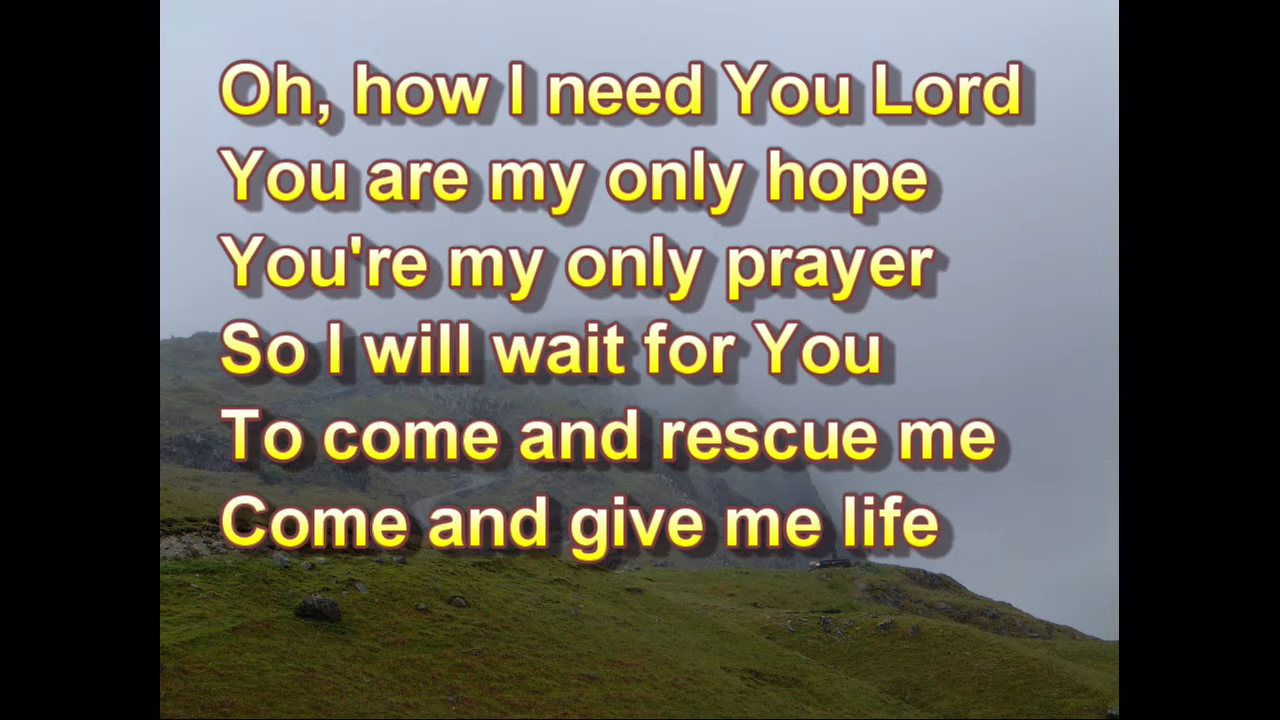 Oh, how I need You Lord
You are my only hope
You're my only prayer
So I will wait for You
To come and rescue me
Come and give me life